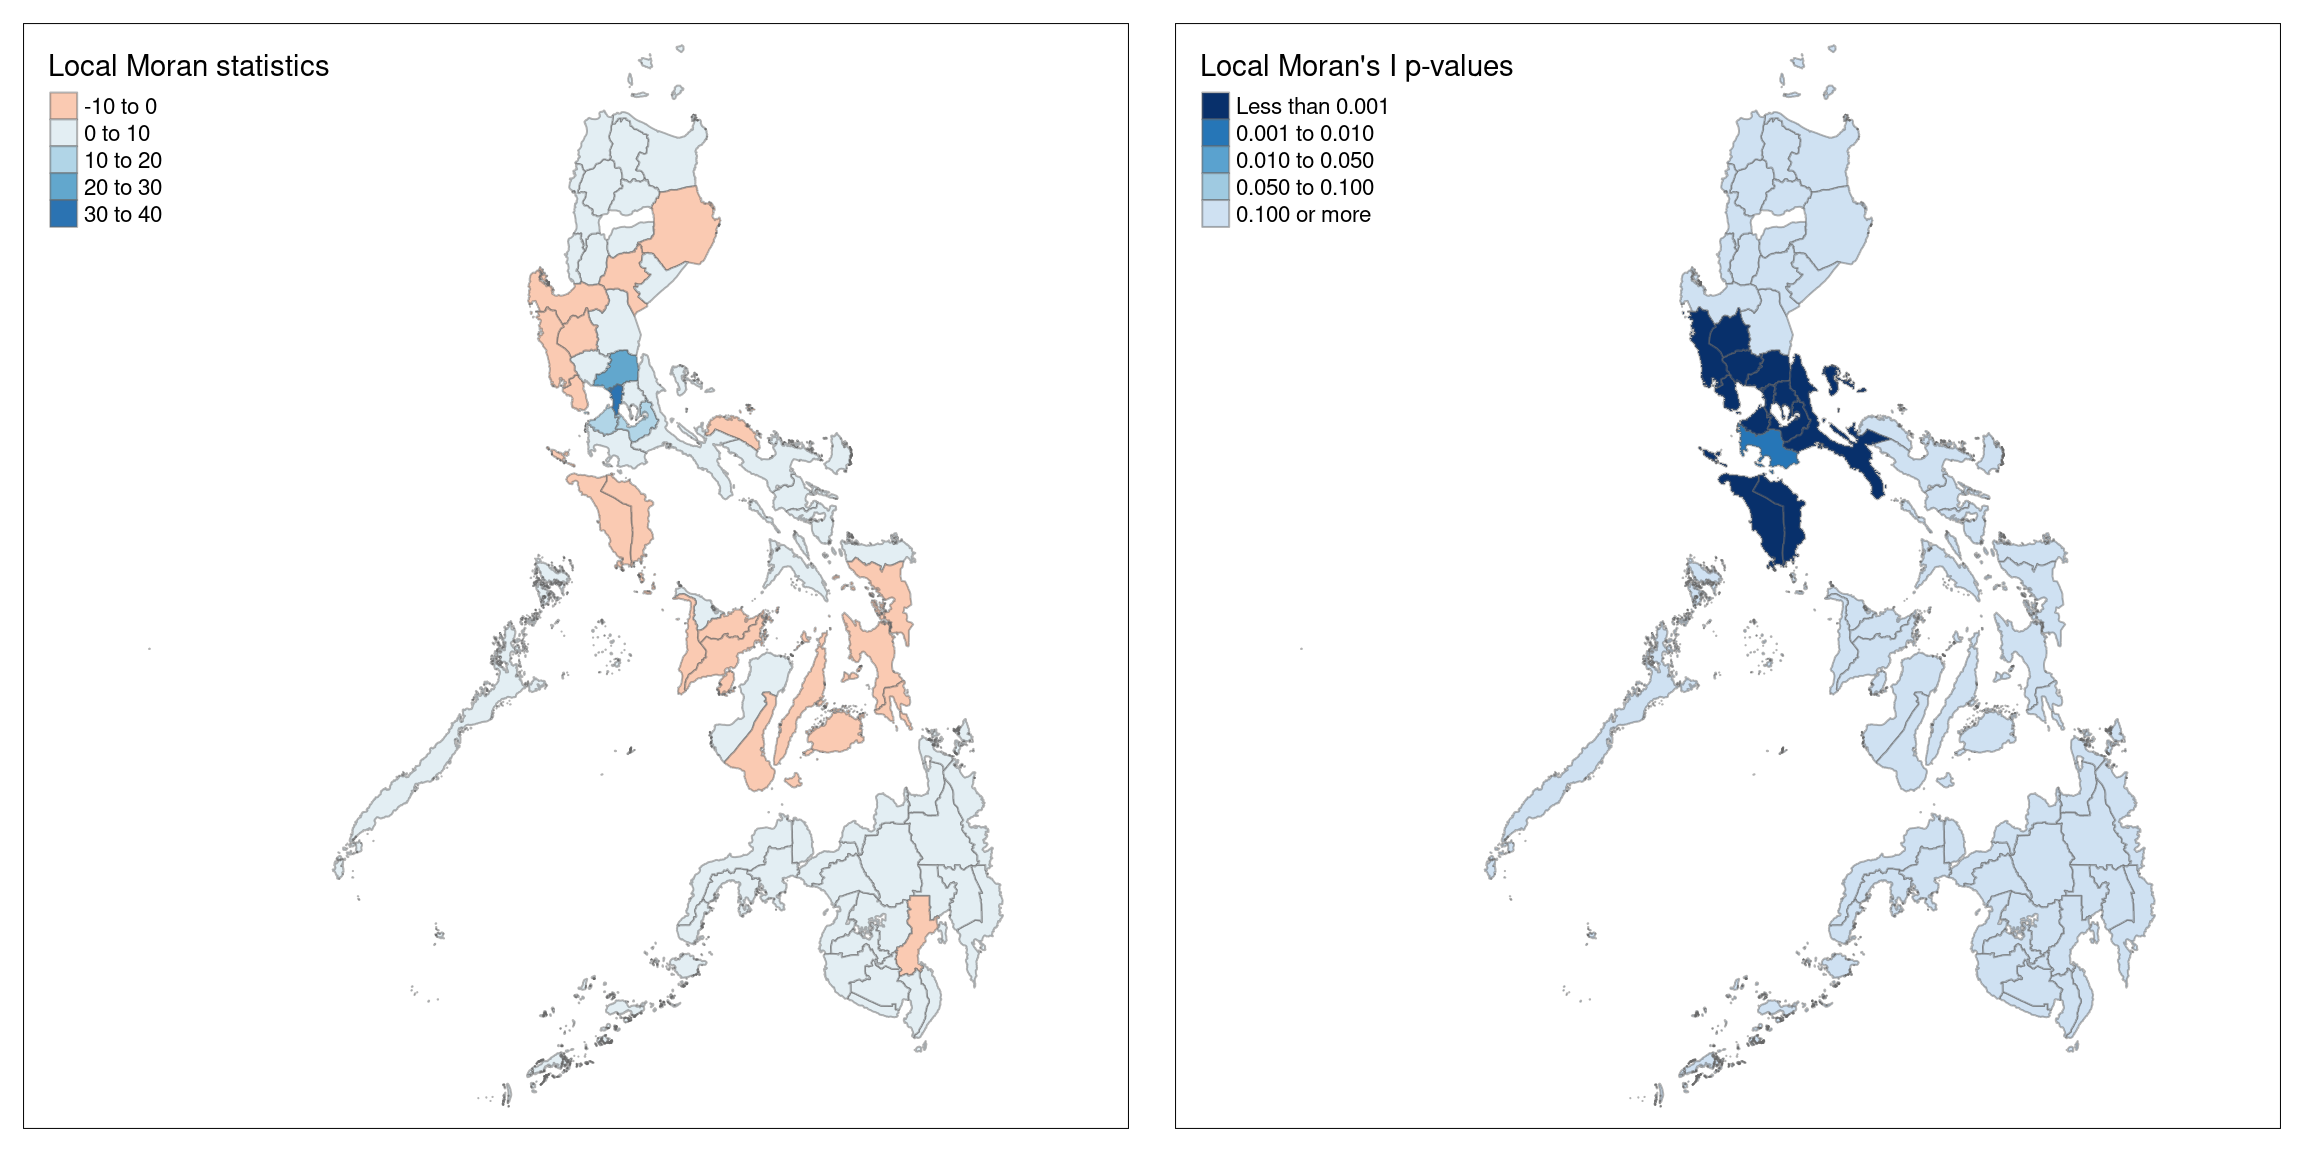 Local Moran statistics
-10 to 0
0 to 10
10 to 20
20 to 30
30 to 40
Local Moran's I p-values
Less than 0.001
0.001 to 0.010
0.010 to 0.050
0.050 to 0.100
0.100 or more